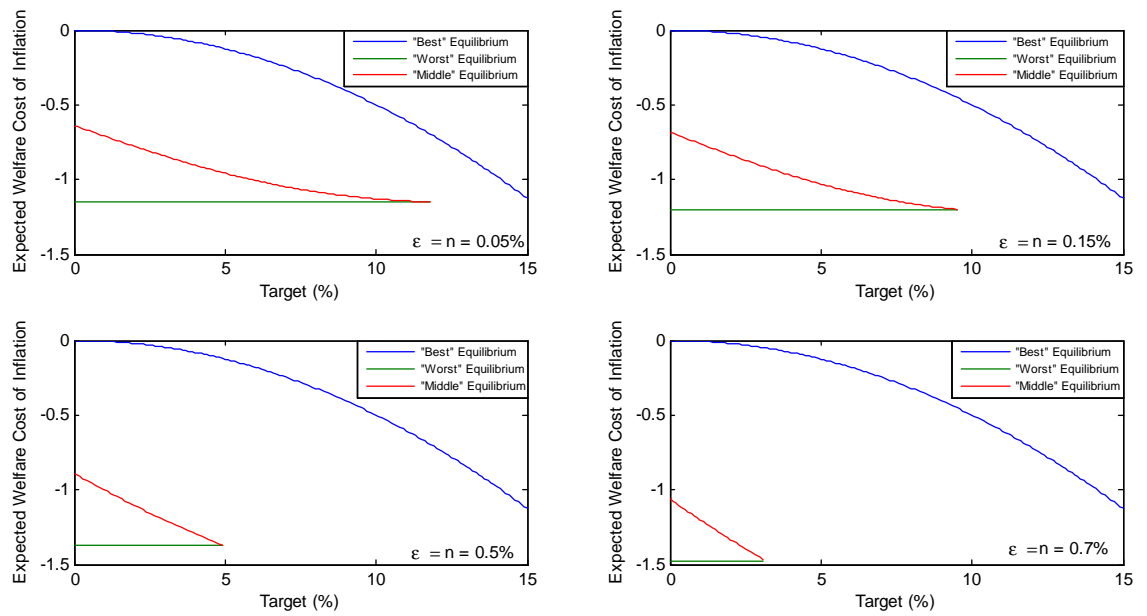 Expected Welfare Cost of Inflation
0
-0.5
-1
-1.5
0
5
10
15
Target (%)
"Best" Equilibrium
"Worst" Equilibrium
"Middle" Equilibrium
ε = n = 0.05%
Expected Welfare Cost of Inflation
0
-0.5
-1
-1.5
0
5
10
15
Target (%)
"Best" Equilibrium
"Worst" Equilibrium
"Middle" Equilibrium
ε = n = 0.15%
Expected Welfare Cost of Inflation
0
-0.5
-1
-1.5
0
5
10
15
Target (%)
"Best" Equilibrium
"Worst" Equilibrium
"Middle" Equilibrium
ε = n = 0.5%
Expected Welfare Cost of Inflation
0
-0.5
-1
-1.5
0
5
10
15
Target (%)
"Best" Equilibrium
"Worst" Equilibrium
"Middle" Equilibrium
ε = n = 0.7%